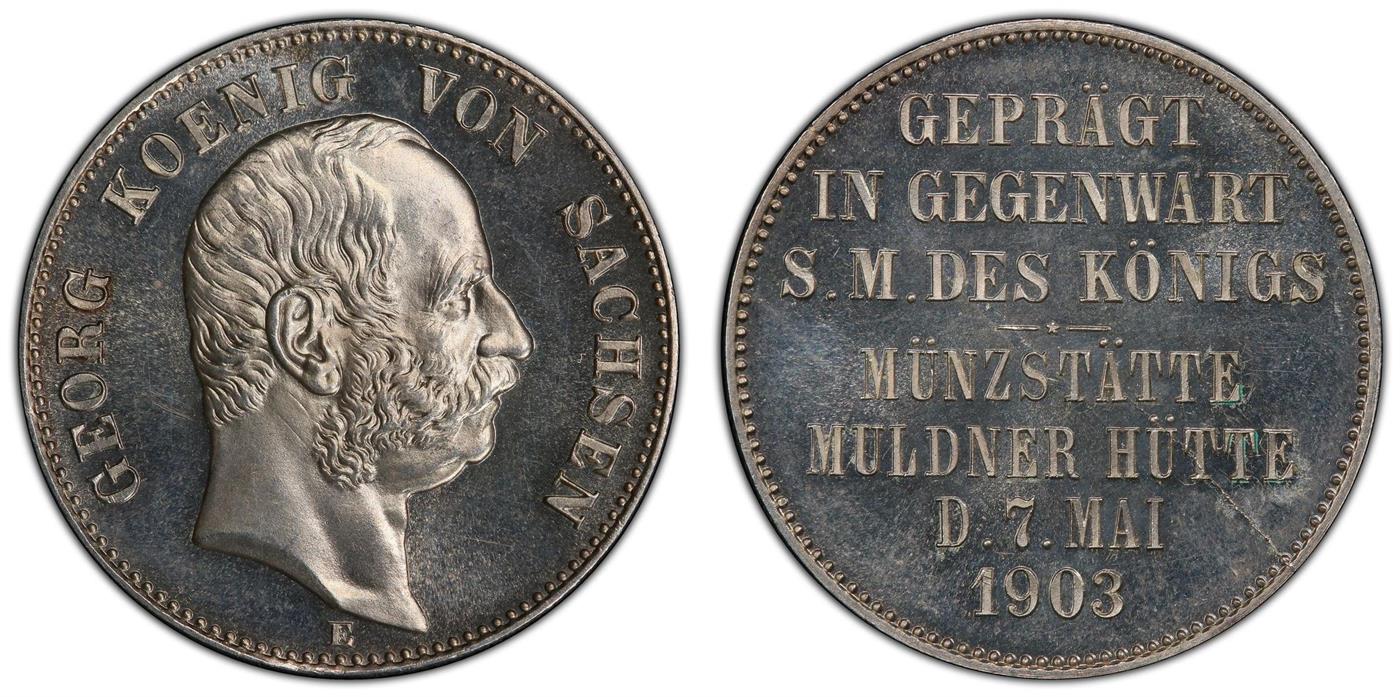 GEORG KOENIG VON SACHSEN
E
GEPRÄGT
IN GEGENWART
S.M.DES KÖNIGS
MÜNZSTÄTTE
MULDNER HÜTTE
D.7.MAI
1903